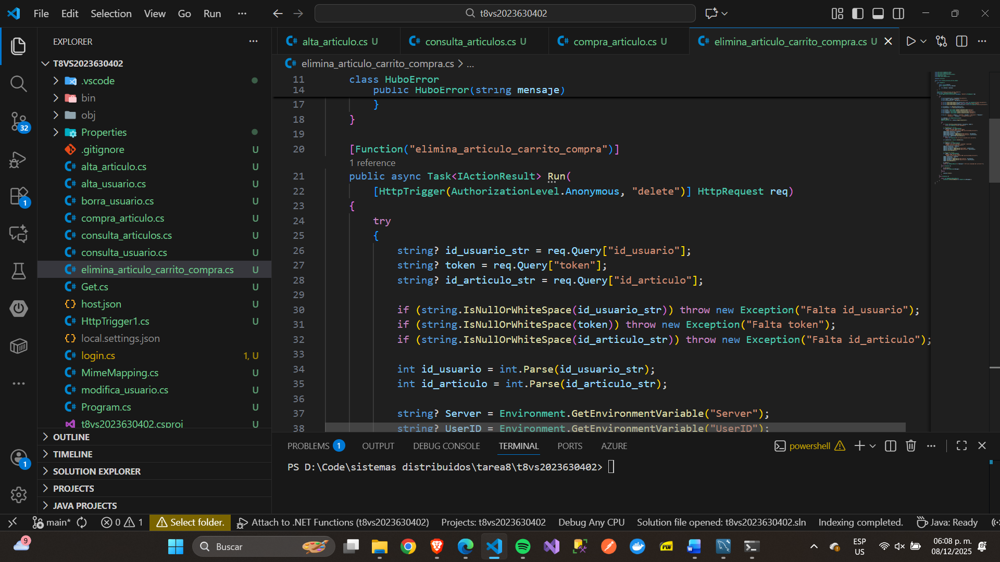 File Edit Selection View Go Run ···
t8vs2023630402
EXPLORER
T8VS2023630402
.vscode
bin
obj
Properties
.gitignore U
alta_articulo.cs U
alta_usuario.cs U
borra_usuario.cs U
compra_articulo.cs U
consulta_articulos.cs U
consulta_usuario.cs U
elimina_articulo_carrito_compra.cs U
Get.cs U
host.json U
HttpTrigger1.cs U
local.settings.json
login.cs 1, U
MimeMapping.cs U
modifica_usuario.cs U
Program.cs U
t8vs2023630402.csproj U
OUTLINE
TIMELINE
SOLUTION EXPLORER
PROJECTS
JAVA PROJECTS
32
1
1
alta_articulo.cs U consulta_articulos.cs U compra_articulo.cs U elimina_articulo_carrito_compra.cs U
elimina_articulo_carrito_compra.cs > ...
11 class HuboError
14 public HuboError(string mensaje)
17 }
18 }
19
20 [Function("elimina_articulo_carrito_compra")]
1 reference
21 public async Task<IActionResult> Run(
22 [HttpTrigger(AuthorizationLevel.Anonymous, "delete")] HttpRequest req)
23 {
24 try
25 {
26 string? id_usuario_str = req.Query["id_usuario"];
27 string? token = req.Query["token"];
28 string? id_articulo_str = req.Query["id_articulo"];
29
30 if (string.IsNullOrWhiteSpace(id_usuario_str)) throw new Exception("Falta id_usuario");
31 if (string.IsNullOrWhiteSpace(token)) throw new Exception("Falta token");
32 if (string.IsNullOrWhiteSpace(id_articulo_str)) throw new Exception("Falta id_articulo");
33
34 int id_usuario = int.Parse(id_usuario_str);
35 int id_articulo = int.Parse(id_articulo_str);
36
37 string? Server = Environment.GetEnvironmentVariable("Server");
38 string? UserID = Environment.GetEnvironmentVariable("UserID");
PROBLEMS 1 OUTPUT DEBUG CONSOLE TERMINAL PORTS AZURE
powershell
PS D:\Code\sistemas distribuidos\tarea8\t8vs2023630402>
main* 0 1 Select folder. Attach to .NET Functions (t8vs2023630402) Projects: t8vs2023630402 Debug Any CPU Solution file opened: t8vs2023630402.sln Indexing completed. Java: Ready
9
Buscar
PDF
ESP
US
06:08 p. m.
08/12/2025